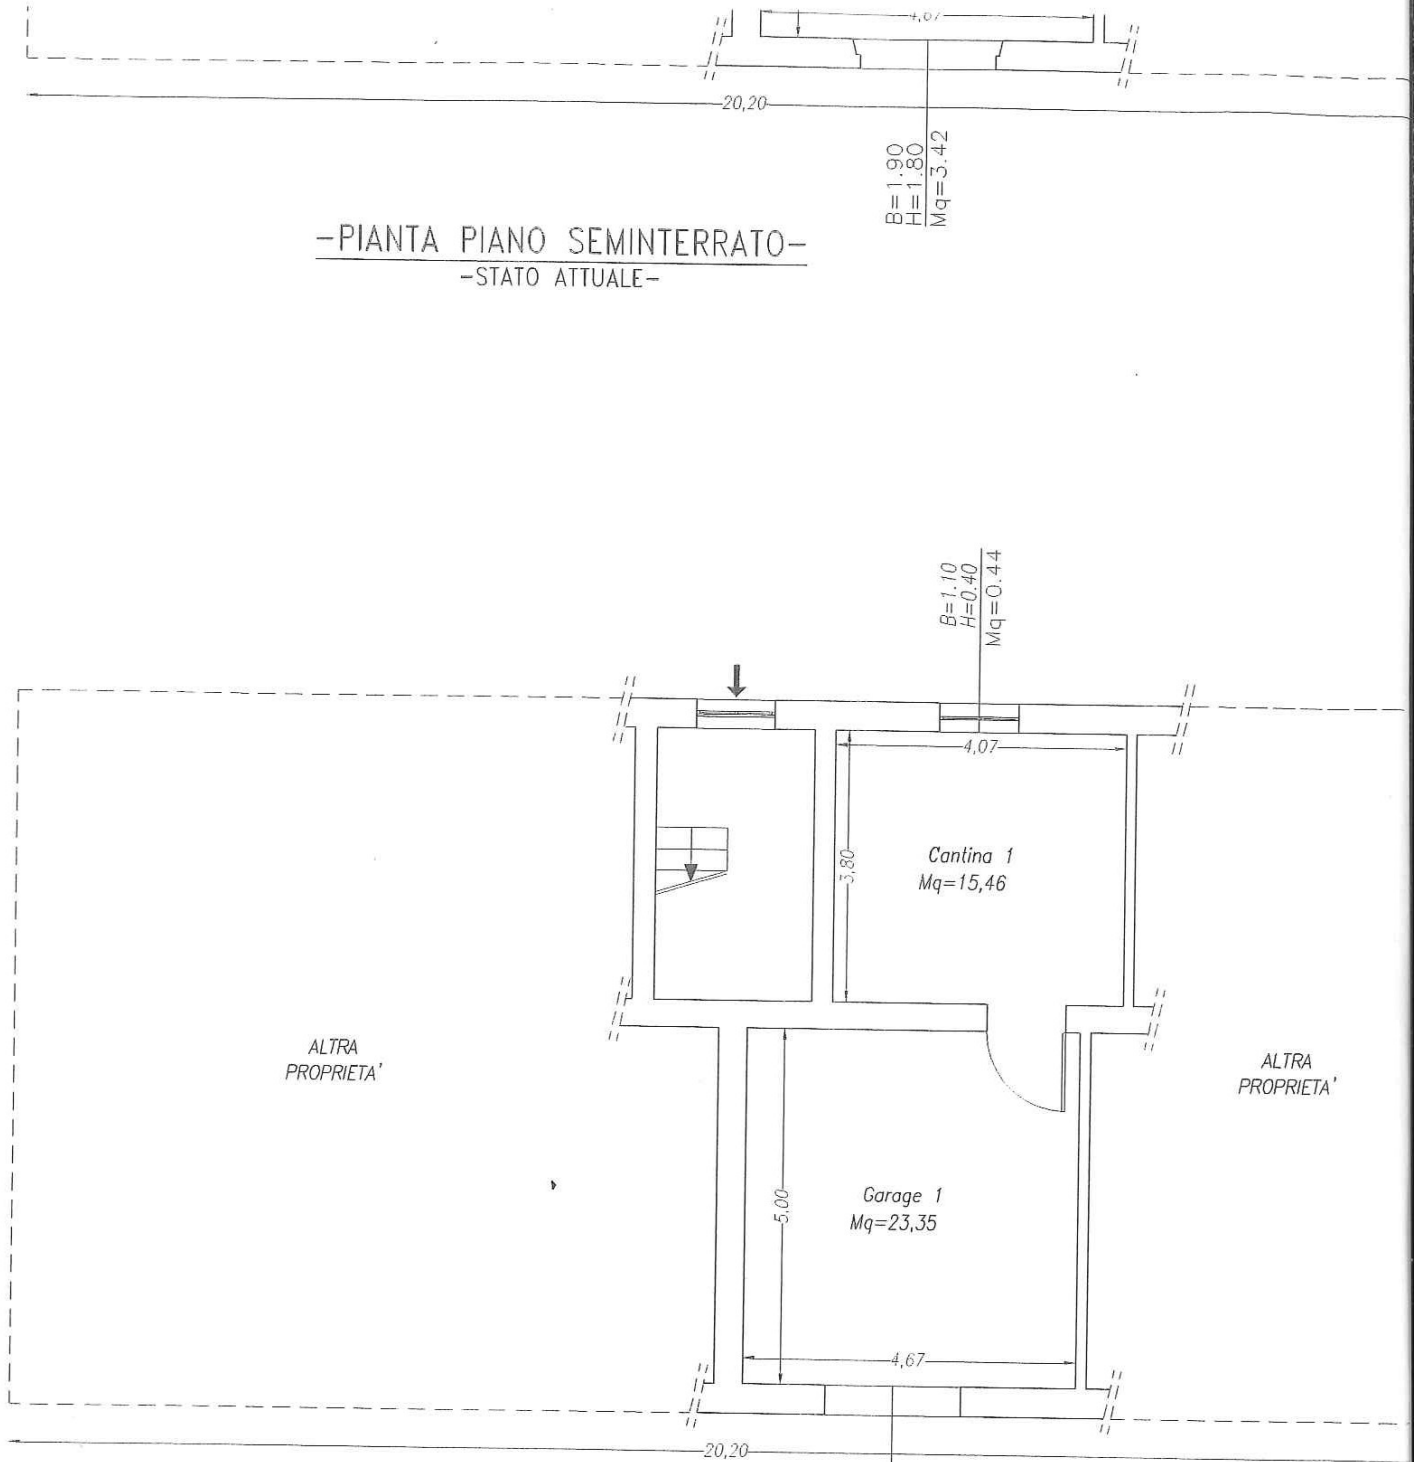 4,67
20,20
B=1.90
H=1.80
Mq=3.42
-PIANTA PIANO SEMINTERRATO-
-STATO ATTUALE-
B=1.10
H=0.40
Mq=0.44
4,07
3,80
Cantina 1
Mq=15,46
ALTRA
PROPRIETA'
ALTRA
PROPRIETA'
5,00
Garage 1
Mq=23,35
4,67
20,20